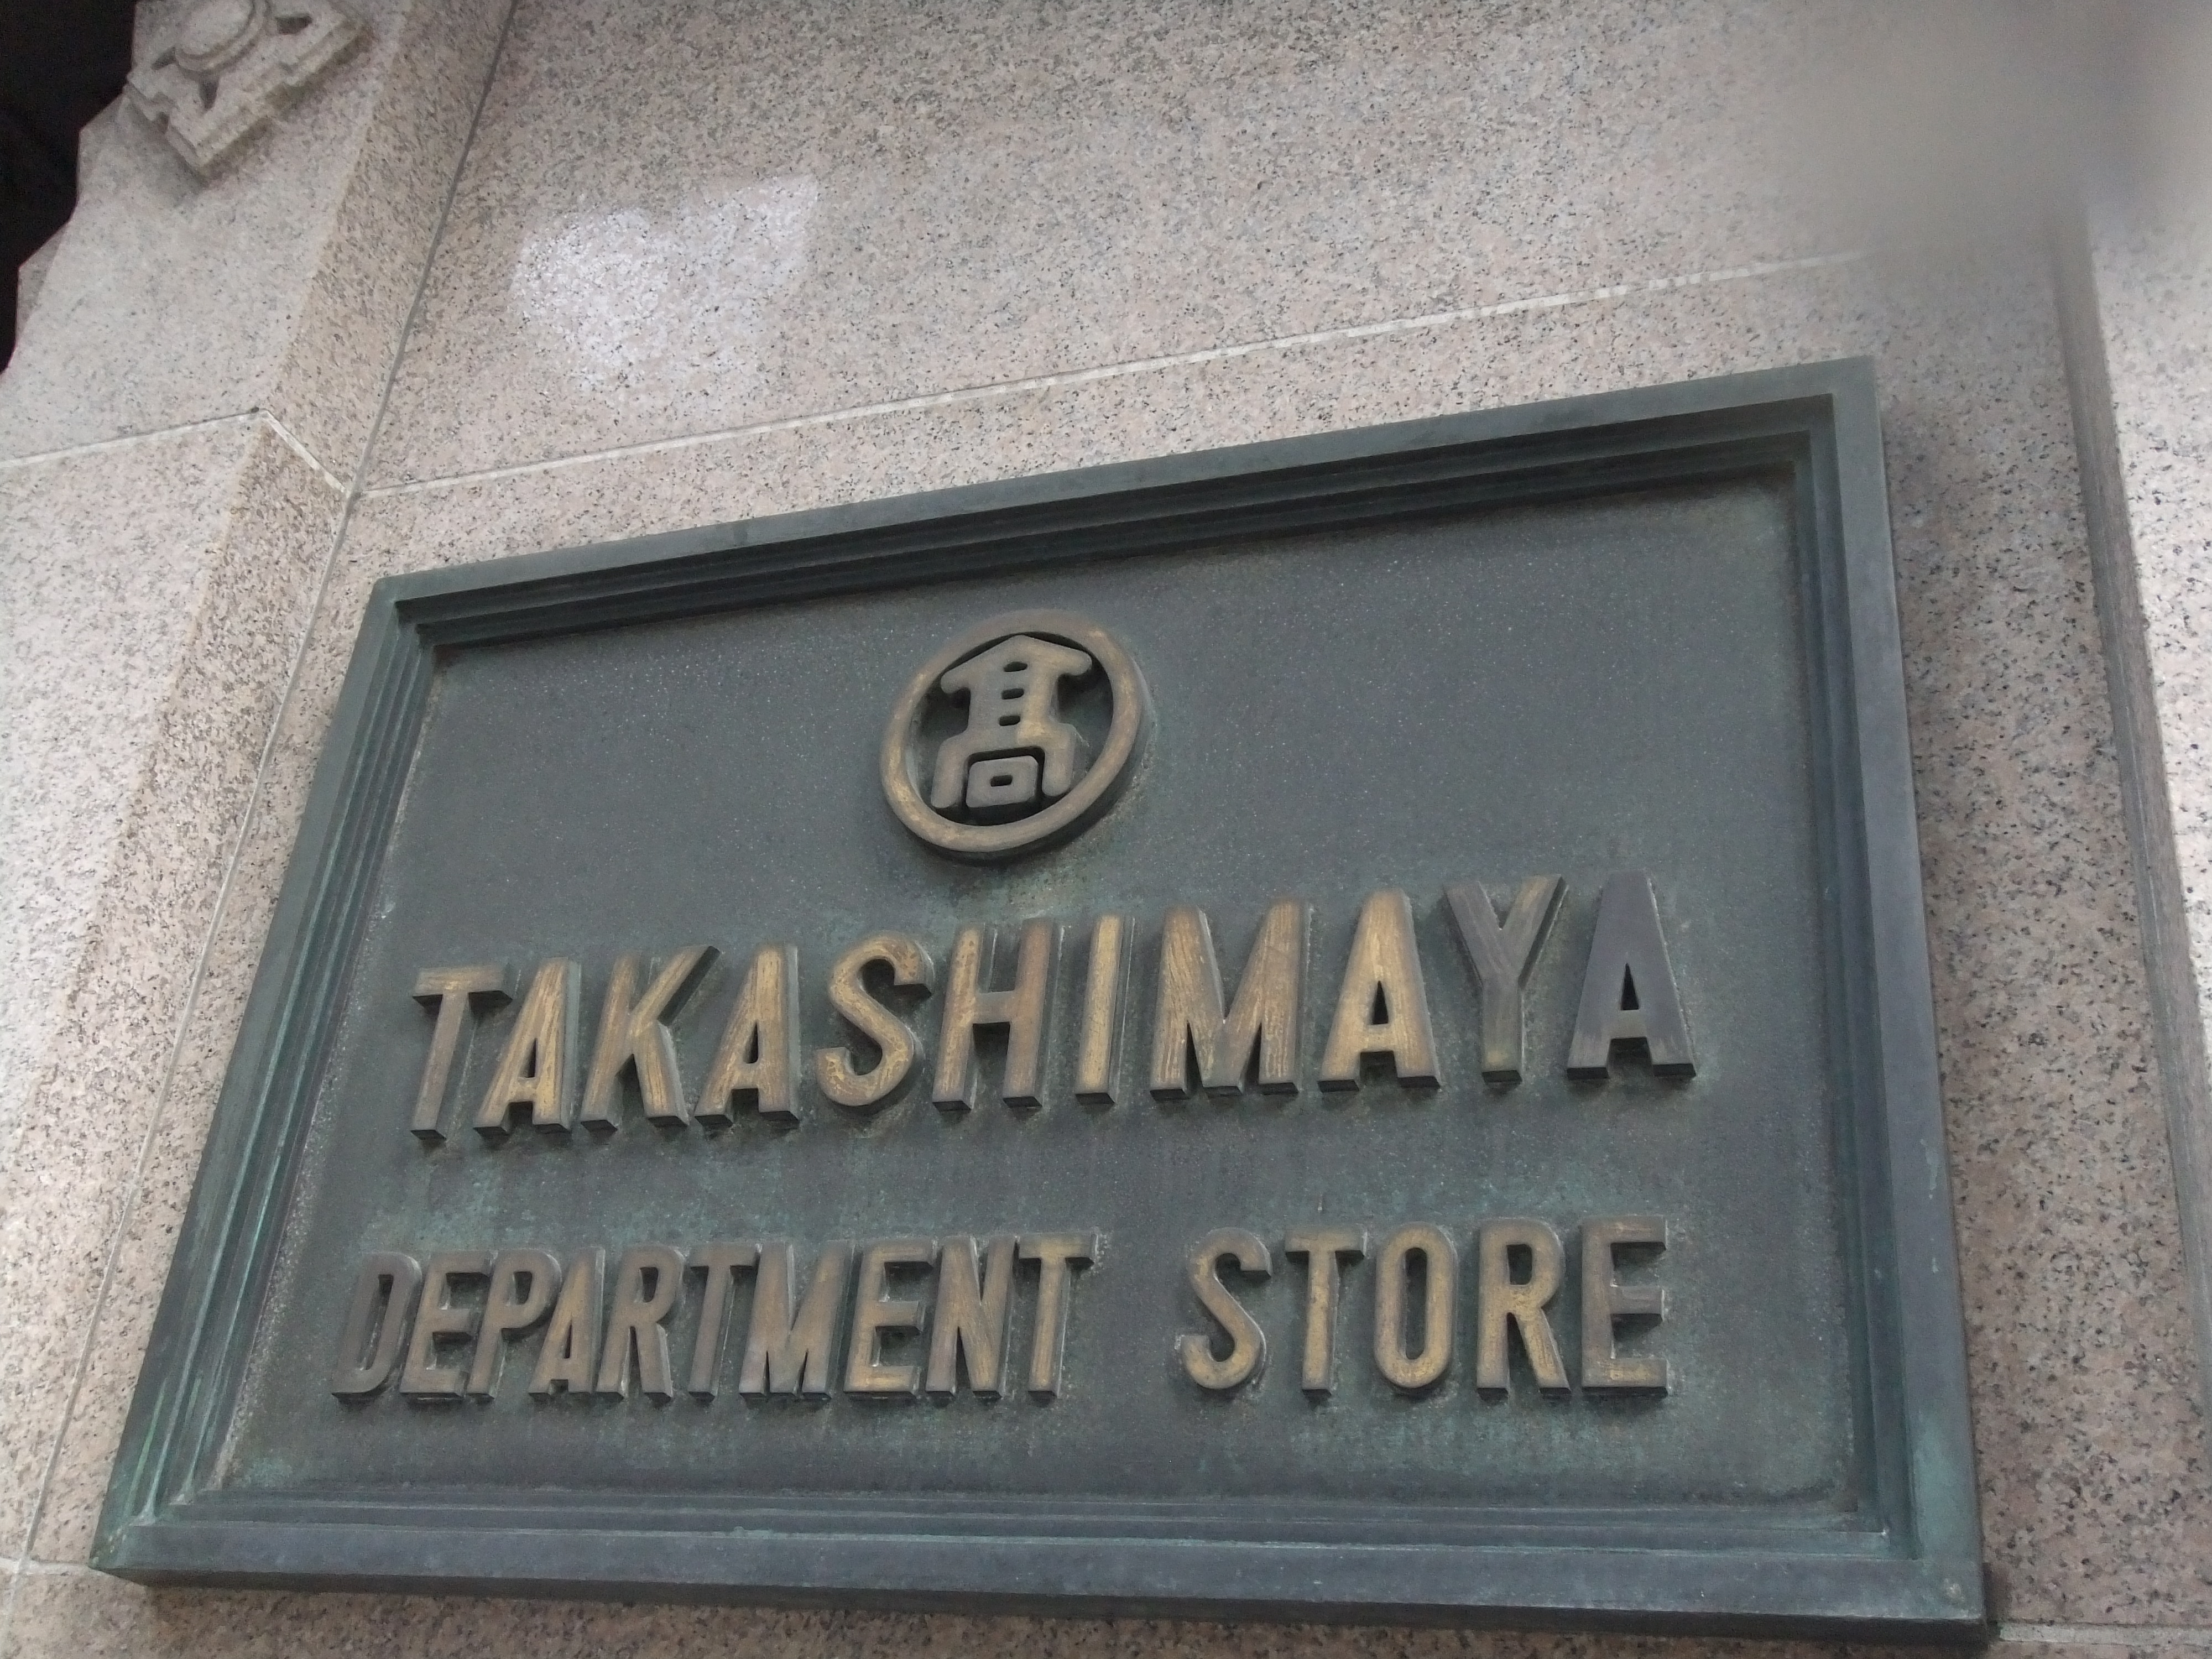 髙
TAKASHIMAYA
DEPARTMENT STORE